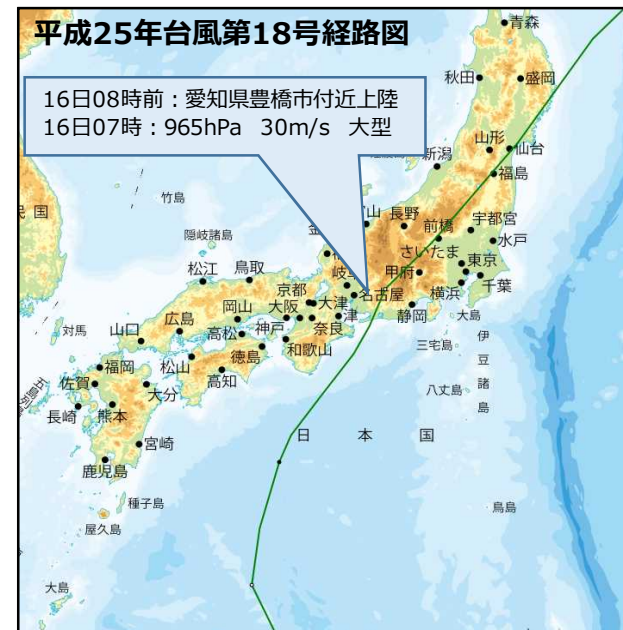 平成25年台風第18号経路図
16日08時前：愛知県豊橋市付近上陸
16日07時：965hPa 30m/s 大型
青森
秋田
盛岡
山形
仙台
新潟
福島
竹島
民国
山
長野
前橋
宇都宮
隠岐諸島
金
水戸
さいたま
松江
鳥取
岐
甲府
東京
京都
大津
名古屋
横浜
千葉
岡山
大阪
津
静岡
大島
対馬
山口
広島
高松
神戸
奈良
三宅島
伊豆諸島
福岡
松山
徳島
和歌山
佐賀
大分
高知
八丈島
五島列島
長崎
熊本
日本国
宮崎
鹿児島
種子島
鳥島
屋久島
大島